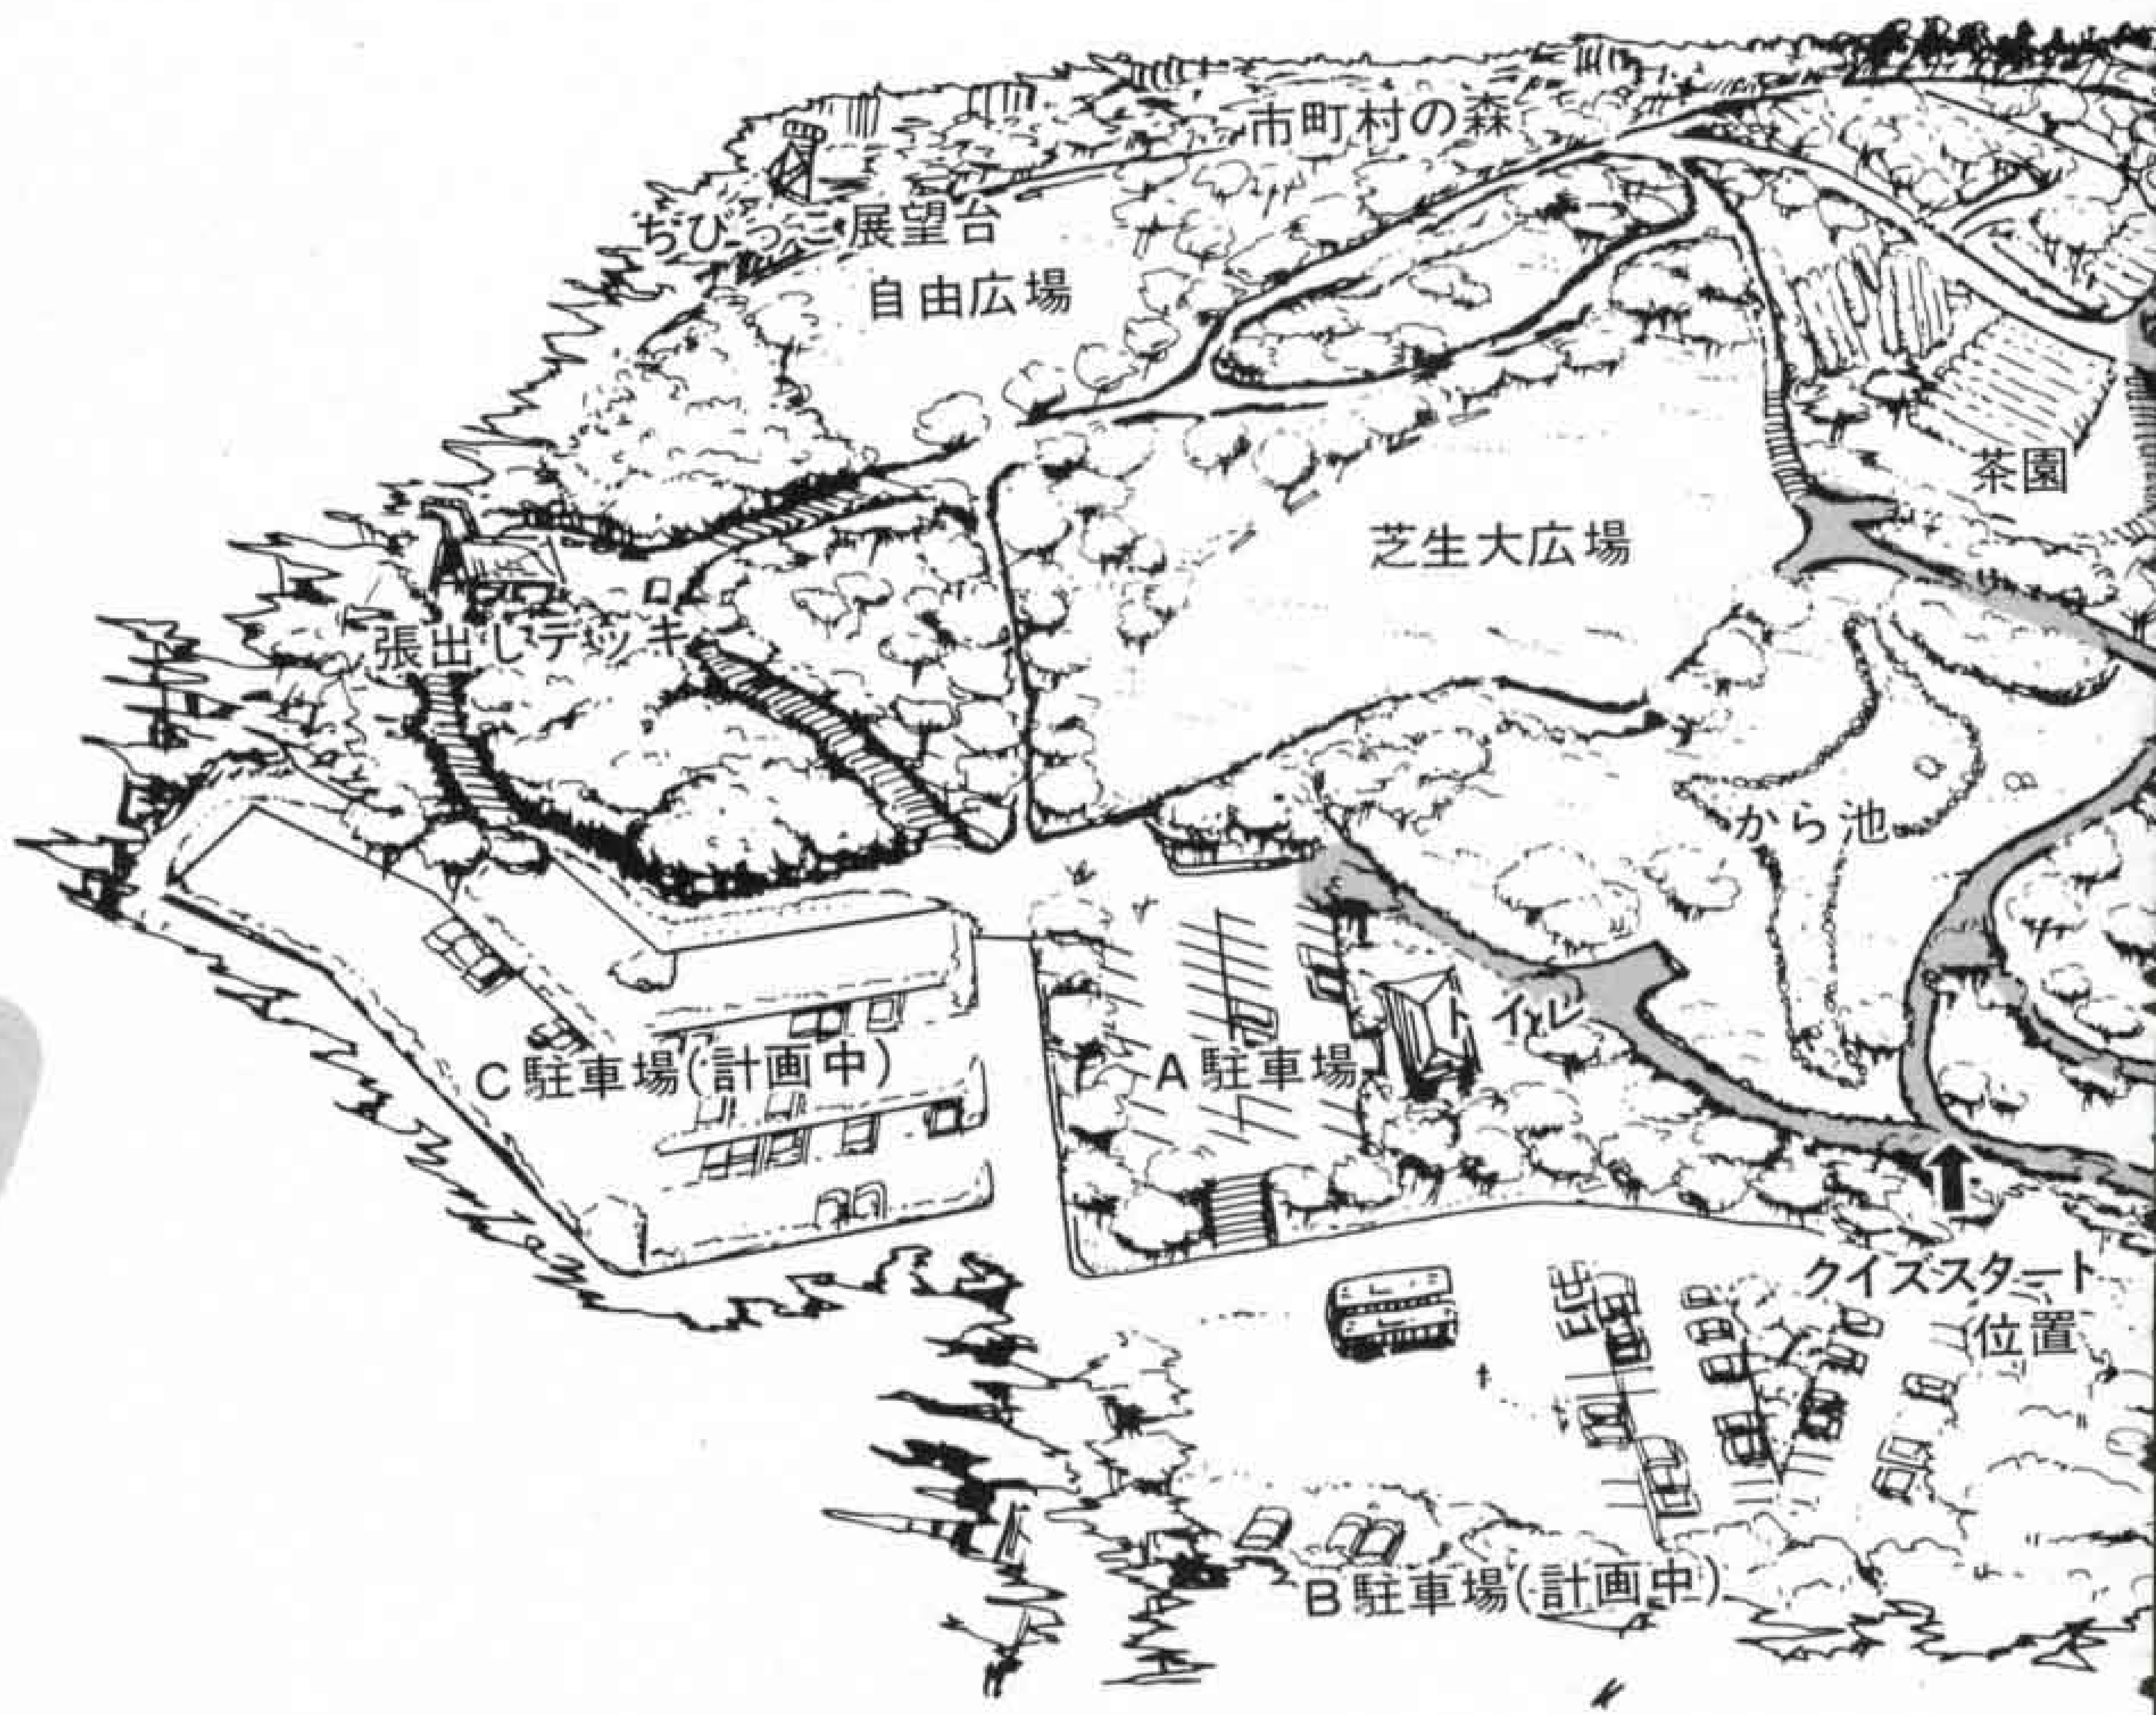 市町村の森
ちびっこ展望台
自由広場
茶園
芝生大広場
張出しデッキ
から池
トイレ
C駐車場(計画中)
A駐車場
クイズスタート
位置
B駐車場(計画中)